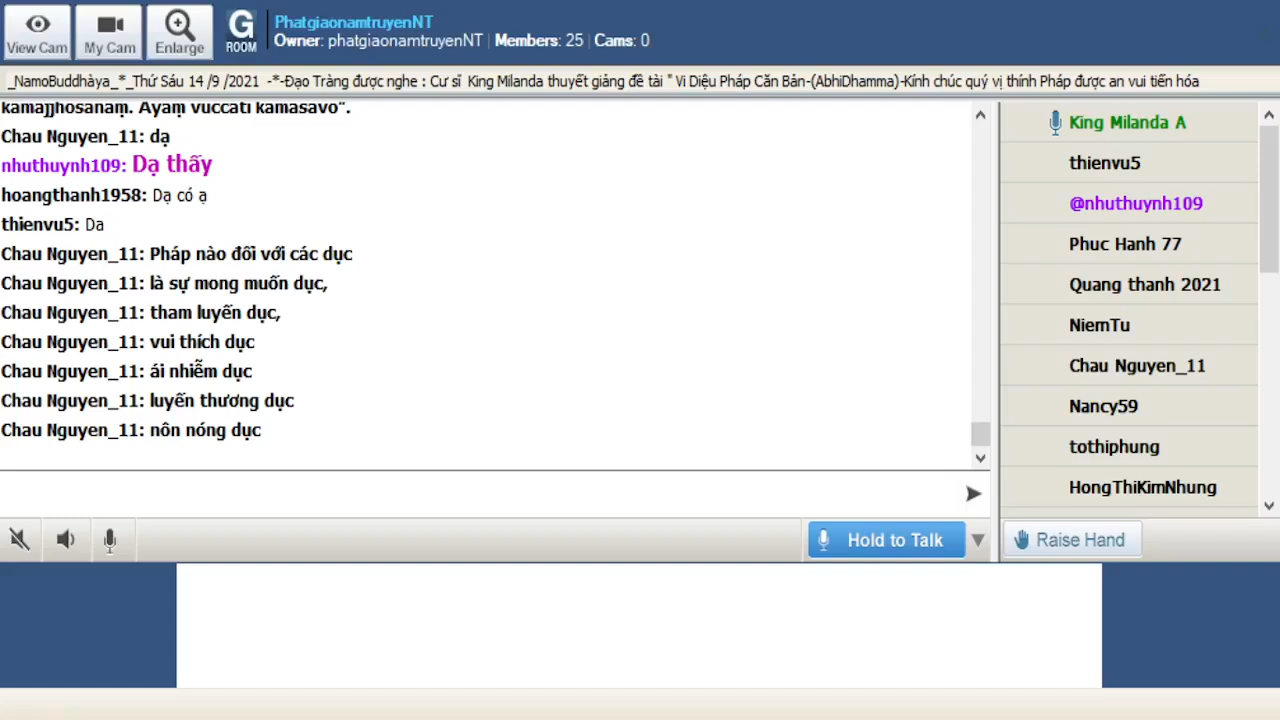 View Cam
My Cam
Enlarge
G
ROOM
PhatgiaonamtruyenNT
Owner: phatgiaonamtruyenNT | Members: 25 | Cams: 0
_NamoBuddhàya_*_Thứ Sáu 14 /9 /2021 -*-Đạo Tràng được nghe : Cư sĩ King Milanda thuyết giảng đề tài " Vi Diệu Pháp Căn Bản-(AbhiDhamma)-Kính chúc quý vị thính Pháp được an vui tiến hóa
kāmajjhosānaṃ. Ayaṃ vuccati kāmāsavo".
Chau Nguyen_11: dạ
nhuthuynh109: Dạ thấy
hoangthanh1958: Dạ có ạ
thienvu5: Da
Chau Nguyen_11: Pháp nào đối với các dục
Chau Nguyen_11: là sự mong muốn dục,
Chau Nguyen_11: tham luyến dục,
Chau Nguyen_11: vui thích dục
Chau Nguyen_11: ái nhiễm dục
Chau Nguyen_11: luyến thương dục
Chau Nguyen_11: nôn nóng dục
King Milanda A
thienvu5
@nhuthuynh109
Phuc Hanh 77
Quang thanh 2021
NiemTu
Chau Nguyen_11
Nancy59
tothiphung
HongThiKimNhung
Hold to Talk
Raise Hand